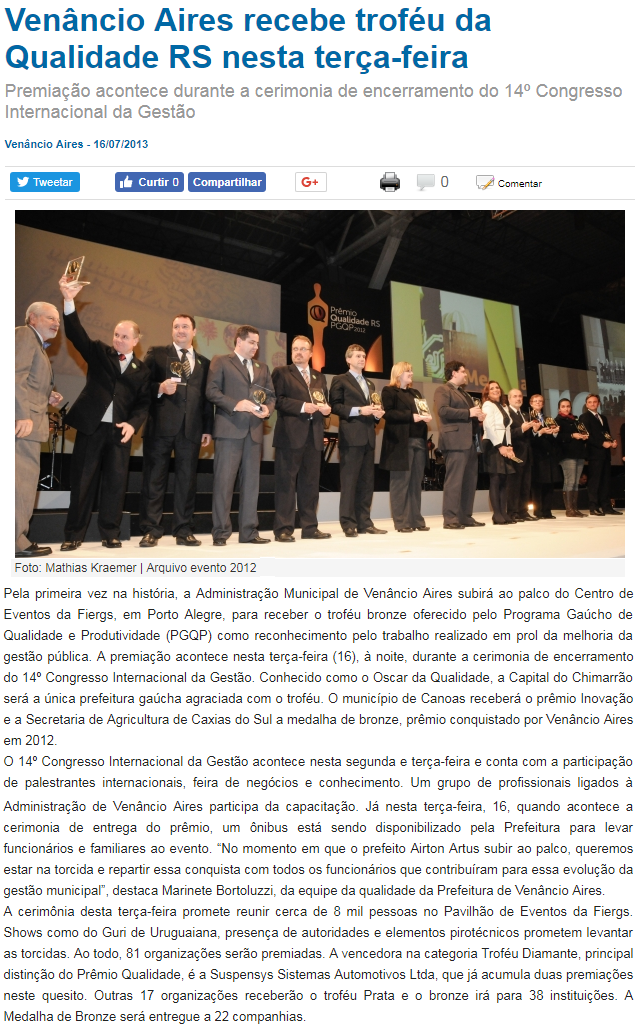 Venâncio Aires recebe troféu da
Qualidade RS nesta terça-feira
Premiação acontece durante a cerimonia de encerramento do 14º Congresso
Internacional da Gestão
Venâncio Aires - 16/07/2013
Tweetar
Curtir 0
Compartilhar
G+
0
Comentar
Prêmio
Qualidade RS
PGQP2012
Foto: Mathias Kraemer | Arquivo evento 2012
Pela primeira vez na história, a Administração Municipal de Venâncio Aires subirá ao palco do Centro de
Eventos da Fiergs, em Porto Alegre, para receber o troféu bronze oferecido pelo Programa Gaúcho de
Qualidade e Produtividade (PGQP) como reconhecimento pelo trabalho realizado em prol da melhoria da
gestão pública. A premiação acontece nesta terça-feira (16), à noite, durante a cerimonia de encerramento
do 14º Congresso Internacional da Gestão. Conhecido como o Oscar da Qualidade, a Capital do Chimarrão
será a única prefeitura gaúcha agraciada com o troféu. O município de Canoas receberá o prêmio Inovação
e a Secretaria de Agricultura de Caxias do Sul a medalha de bronze, prêmio conquistado por Venâncio Aires
em 2012.
O 14º Congresso Internacional da Gestão acontece nesta segunda e terça-feira e conta com a participação
de palestrantes internacionais, feira de negócios e conhecimento. Um grupo de profissionais ligados à
Administração de Venâncio Aires participa da capacitação. Já nesta terça-feira, 16, quando acontece a
cerimonia de entrega do prêmio, um ônibus está sendo disponibilizado pela Prefeitura para levar
funcionários e familiares ao evento. “No momento em que o prefeito Airton Artus subir ao palco, queremos
estar na torcida e repartir essa conquista com todos os funcionários que contribuíram para essa evolução da
gestão municipal”, destaca Marinete Bortoluzzi, da equipe da qualidade da Prefeitura de Venâncio Aires.
A cerimônia desta terça-feira promete reunir cerca de 8 mil pessoas no Pavilhão de Eventos da Fiergs.
Shows como do Guri de Uruguaiana, presença de autoridades e elementos pirotécnicos prometem levantar
as torcidas. Ao todo, 81 organizações serão premiadas. A vencedora na categoria Troféu Diamante, principal
distinção do Prêmio Qualidade, é a Suspensys Sistemas Automotivos Ltda, que já acumula duas premiações
neste quesito. Outras 17 organizações receberão o troféu Prata e o bronze irá para 38 instituições. A
Medalha de Bronze será entregue a 22 companhias.